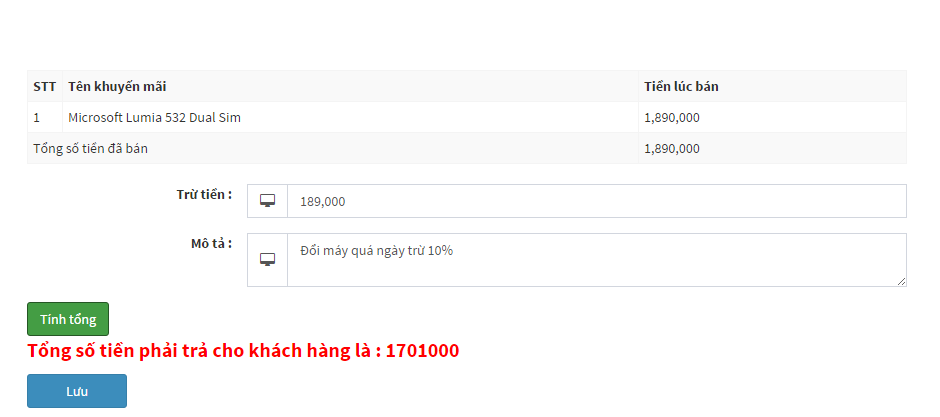 STT Tên khuyến mãi Tiền lúc bán
1 Microsoft Lumia 532 Dual Sim 1,890,000
Tổng số tiền đã bán 1,890,000
Trừ tiền : 189,000
Mô tả : Đổi máy quá ngày trừ 10%
Tính tổng
Tổng số tiền phải trả cho khách hàng là : 1701000
Lưu